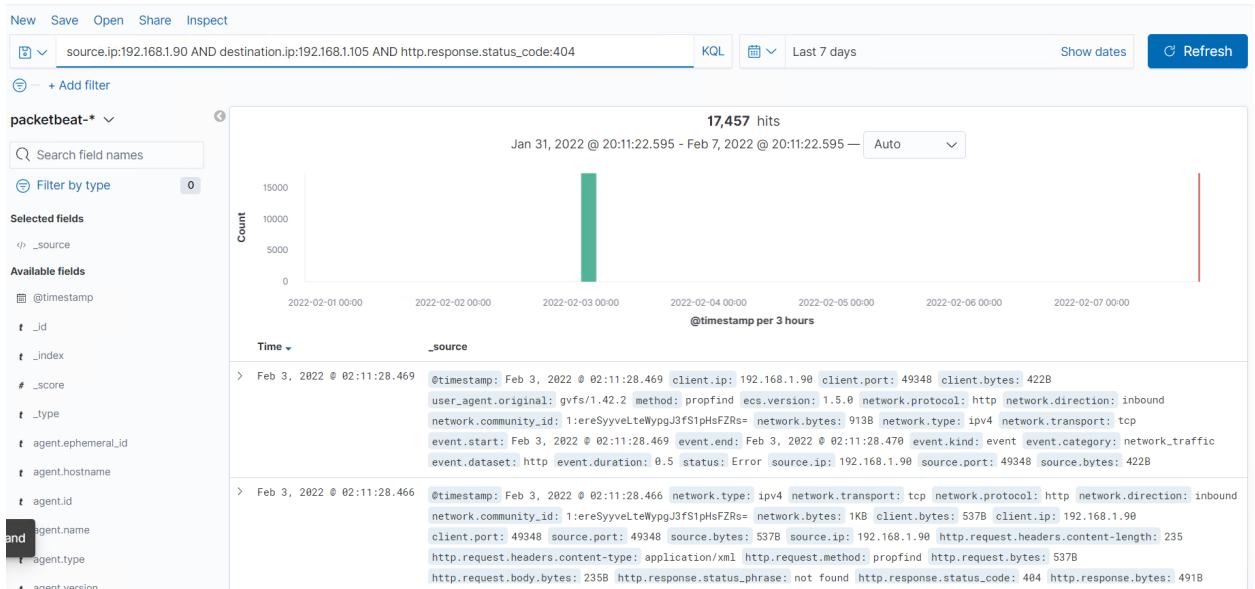 New Save Open Share Inspect
source.ip:192.168.1.90 AND destination.ip:192.168.1.105 AND http.response.status_code:404 KQL Last 7 days Show dates Refresh
+ Add filter
packetbeat-*
Search field names
Filter by type 0
Selected fields
_source
Available fields
@timestamp
t _id
t _index
# _score
t _type
t agent.ephemeral_id
t agent.hostname
t agent.id
and agent.name
t agent.type
t agent.version
17,457 hits
Jan 31, 2022 @ 20:11:22.595 - Feb 7, 2022 @ 20:11:22.595 — Auto
Count
15000
10000
5000
0
2022-02-01 00:00 2022-02-02 00:00 2022-02-03 00:00 2022-02-04 00:00 2022-02-05 00:00 2022-02-06 00:00 2022-02-07 00:00
@timestamp per 3 hours
Time _source
Feb 3, 2022 @ 02:11:28.469 @timestamp: Feb 3, 2022 @ 02:11:28.469 client.ip: 192.168.1.90 client.port: 49348 client.bytes: 422B
user_agent.original: gvfs/1.42.2 method: propfind ecs.version: 1.5.0 network.protocol: http network.direction: inbound
network.community_id: 1:ereSyyveLteWypgJ3fS1pHsFZRs= network.bytes: 913B network.type: ipv4 network.transport: tcp
event.start: Feb 3, 2022 @ 02:11:28.469 event.end: Feb 3, 2022 @ 02:11:28.470 event.kind: event event.category: network_traffic
event.dataset: http event.duration: 0.5 status: Error source.ip: 192.168.1.90 source.port: 49348 source.bytes: 422B
Feb 3, 2022 @ 02:11:28.466 @timestamp: Feb 3, 2022 @ 02:11:28.466 network.type: ipv4 network.transport: tcp network.protocol: http network.direction: inbound
network.community_id: 1:ereSyyveLteWypgJ3fS1pHsFZRs= network.bytes: 1KB client.bytes: 537B client.ip: 192.168.1.90
client.port: 49348 source.port: 49348 source.bytes: 537B source.ip: 192.168.1.90 http.request.headers.content-length: 235
http.request.headers.content-type: application/xml http.request.method: propfind http.request.bytes: 537B
http.request.body.bytes: 235B http.response.status_phrase: not found http.response.status_code: 404 http.response.bytes: 491B